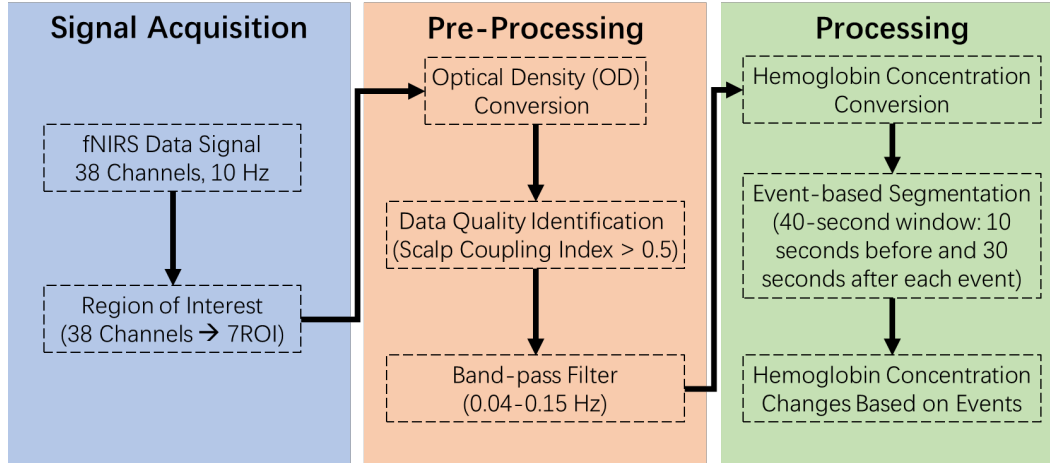 Signal Acquisition
fNIRS Data Signal
38 Channels, 10 Hz
Region of Interest
(38 Channels → 7ROI)
Pre-Processing
Optical Density (OD)
Conversion
Data Quality Identification
(Scalp Coupling Index > 0.5)
Band-pass Filter
(0.04-0.15 Hz)
Processing
Hemoglobin Concentration
Conversion
Event-based Segmentation
(40-second window: 10
seconds before and 30
seconds after each event)
Hemoglobin Concentration
Changes Based on Events